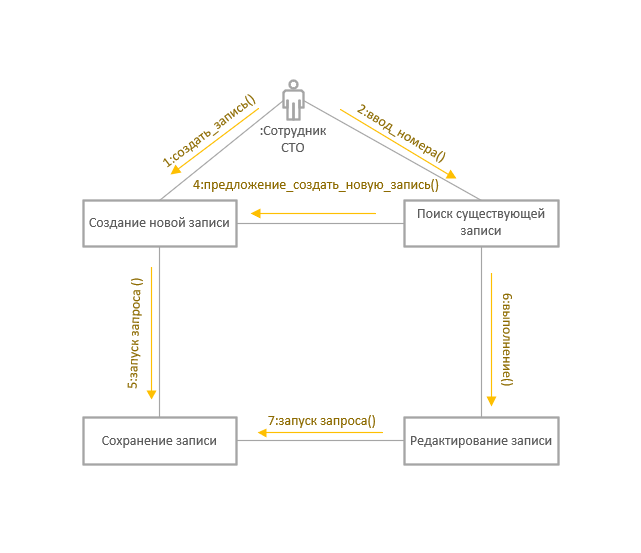 1:создать_запись()
2:ввод_номера()
:Сотрудник
СТО
4:предложение_создать_новую_запись()
Создание новой записи
Поиск существующей
записи
5:запуск запроса ()
6:выполнение()
7:запуск запроса()
Сохранение записи
Редактирование записи